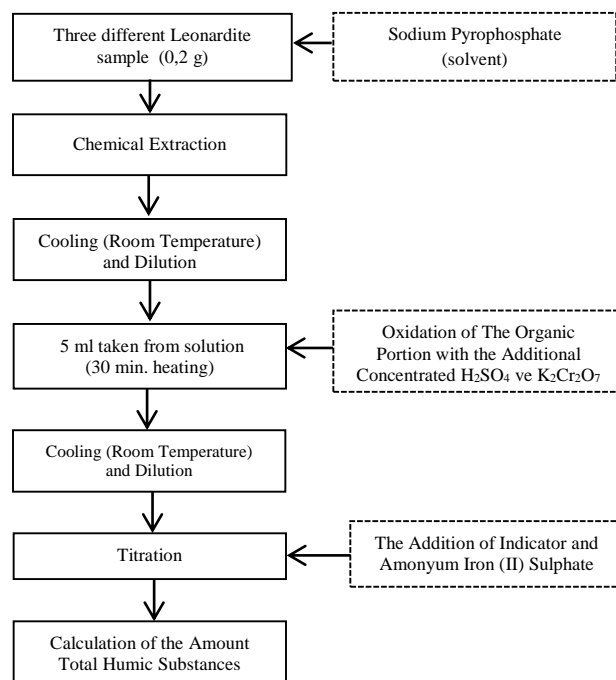 Three different Leonardite
sample (0,2 g)
Sodium Pyrophosphate
(solvent)
Chemical Extraction
Cooling (Room Temperature)
and Dilution
5 ml taken from solution
(30 min. heating)
Oxidation of The Organic
Portion with the Additional
Concentrated H₂SO₄ ve K₂Cr₂O₇
Cooling (Room Temperature)
and Dilution
Titration
The Addition of Indicator and
Amonyum Iron (II) Sulphate
Calculation of the Amount
Total Humic Substances